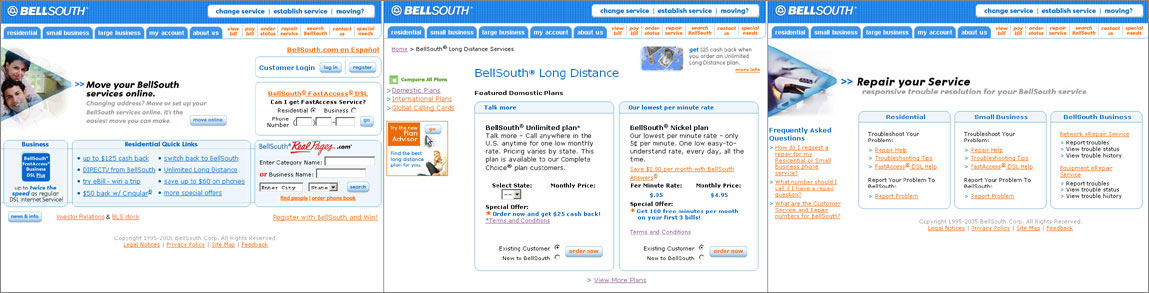 BELLSOUTH®
change service | establish service | moving?
residential
small business
large business
my account
about us
view bill
pay bill
order status
repair service
contact us
special needs
BellSouth.com en Español
>> Move your BellSouth
services online.
Changing address? Move or set up your
BellSouth services online. It's the
easiest move you can make.
move online
Customer Login
log in
register
BellSouth® FastAccess® DSL
Can I get FastAccess Service?
Residential Business
Phone
Number ( ) -
go
Business
BellSouth®
FastAccess®
Business
DSL Plus
up to twice
the speed as regular
DSL Internet Service!
Residential Quick Links
• up to $125 cash back
• DIRECTV from BellSouth
• try eBill - win a trip
• $50 back w/ Cingular®
• switch back to BellSouth
• Unlimited Long Distance
• save up to $60 on phones
• more special offers
BellSouth® Real Pages.com®
Enter Category Name:
or Business Name:
Enter City
State
search
find people | order phone book
news & info
Investor Relations & BLS stock
Register with BellSouth and Win!
Copyright 1995-2005 BellSouth Corp. All Rights Reserved.
Legal Notices | Privacy Policy | Site Map | Feedback
BELLSOUTH®
change service | establish service | moving?
residential
small business
large business
my account
about us
view bill
pay bill
order status
repair service
contact us
special needs
Home > BellSouth® Long Distance Services
get $25 cash back when
you order an Unlimited
Long Distance plan.
more info
Compare All Plans
> Domestic Plans
> International Plans
> Global Calling Cards
Try the new
Plan
Advisor
go
Find the best
long distance
plan for you
BellSouth® Long Distance
Featured Domestic Plans
Talk more
BellSouth® Unlimited plan*
Talk more - Call anywhere in the
U.S. anytime for one low monthly
rate. Pricing varies by state. This
plan is available to our Complete
Choice® plan customers.
Select State: Monthly Price:
--
Special Offer:
* Order now and get $25 cash back!
*Terms and Conditions
Existing Customer
New to BellSouth
order now
Our lowest per minute rate
BellSouth® Nickel plan
Our lowest per minute rate - only
5¢ per minute. One low easy-to-
understand rate, every day, all the
time.
Save $1.00 per month with BellSouth
Answers®
Per Minute Rate: Monthly Price:
$.35 $4.95
Special Offer:
* Get 100 free minutes per month
on your first 3 bills!
Terms and Conditions
Existing Customer
New to BellSouth
order now
> View More Plans
BELLSOUTH®
change service | establish service | moving?
residential
small business
large business
my account
about us
view bill
pay bill
order status
repair service
contact us
special needs
>> Repair your Service
responsive trouble resolution for your BellSouth service
Frequently Asked
Questions
> How do I request a
repair for my
Residential or Small
Business phone
service?
> What number should I
call if I have a repair
question?
> What are the Customer
Service and Repair
numbers for BellSouth?
Residential
Troubleshoot Your
Problem:
> Repair Help
> Troubleshooting Tips
> FastAccess® DSL Help
Report Your Problem To
BellSouth:
> Report Problem
Small Business
Troubleshoot Your
Problem:
> Repair Help
> Troubleshooting Tips
> FastAccess® DSL Help
Report Your Problem To
BellSouth:
> Report Problem
BellSouth Business
Network eRepair Service
• Report troubles
• View trouble status
• View trouble history
Equipment eRepair
Service
• Report troubles
• View trouble status
• View trouble history
Copyright 1995-2005 BellSouth Corp. All Rights Reserved.
Legal Notices | Privacy Policy | Site Map | Feedback